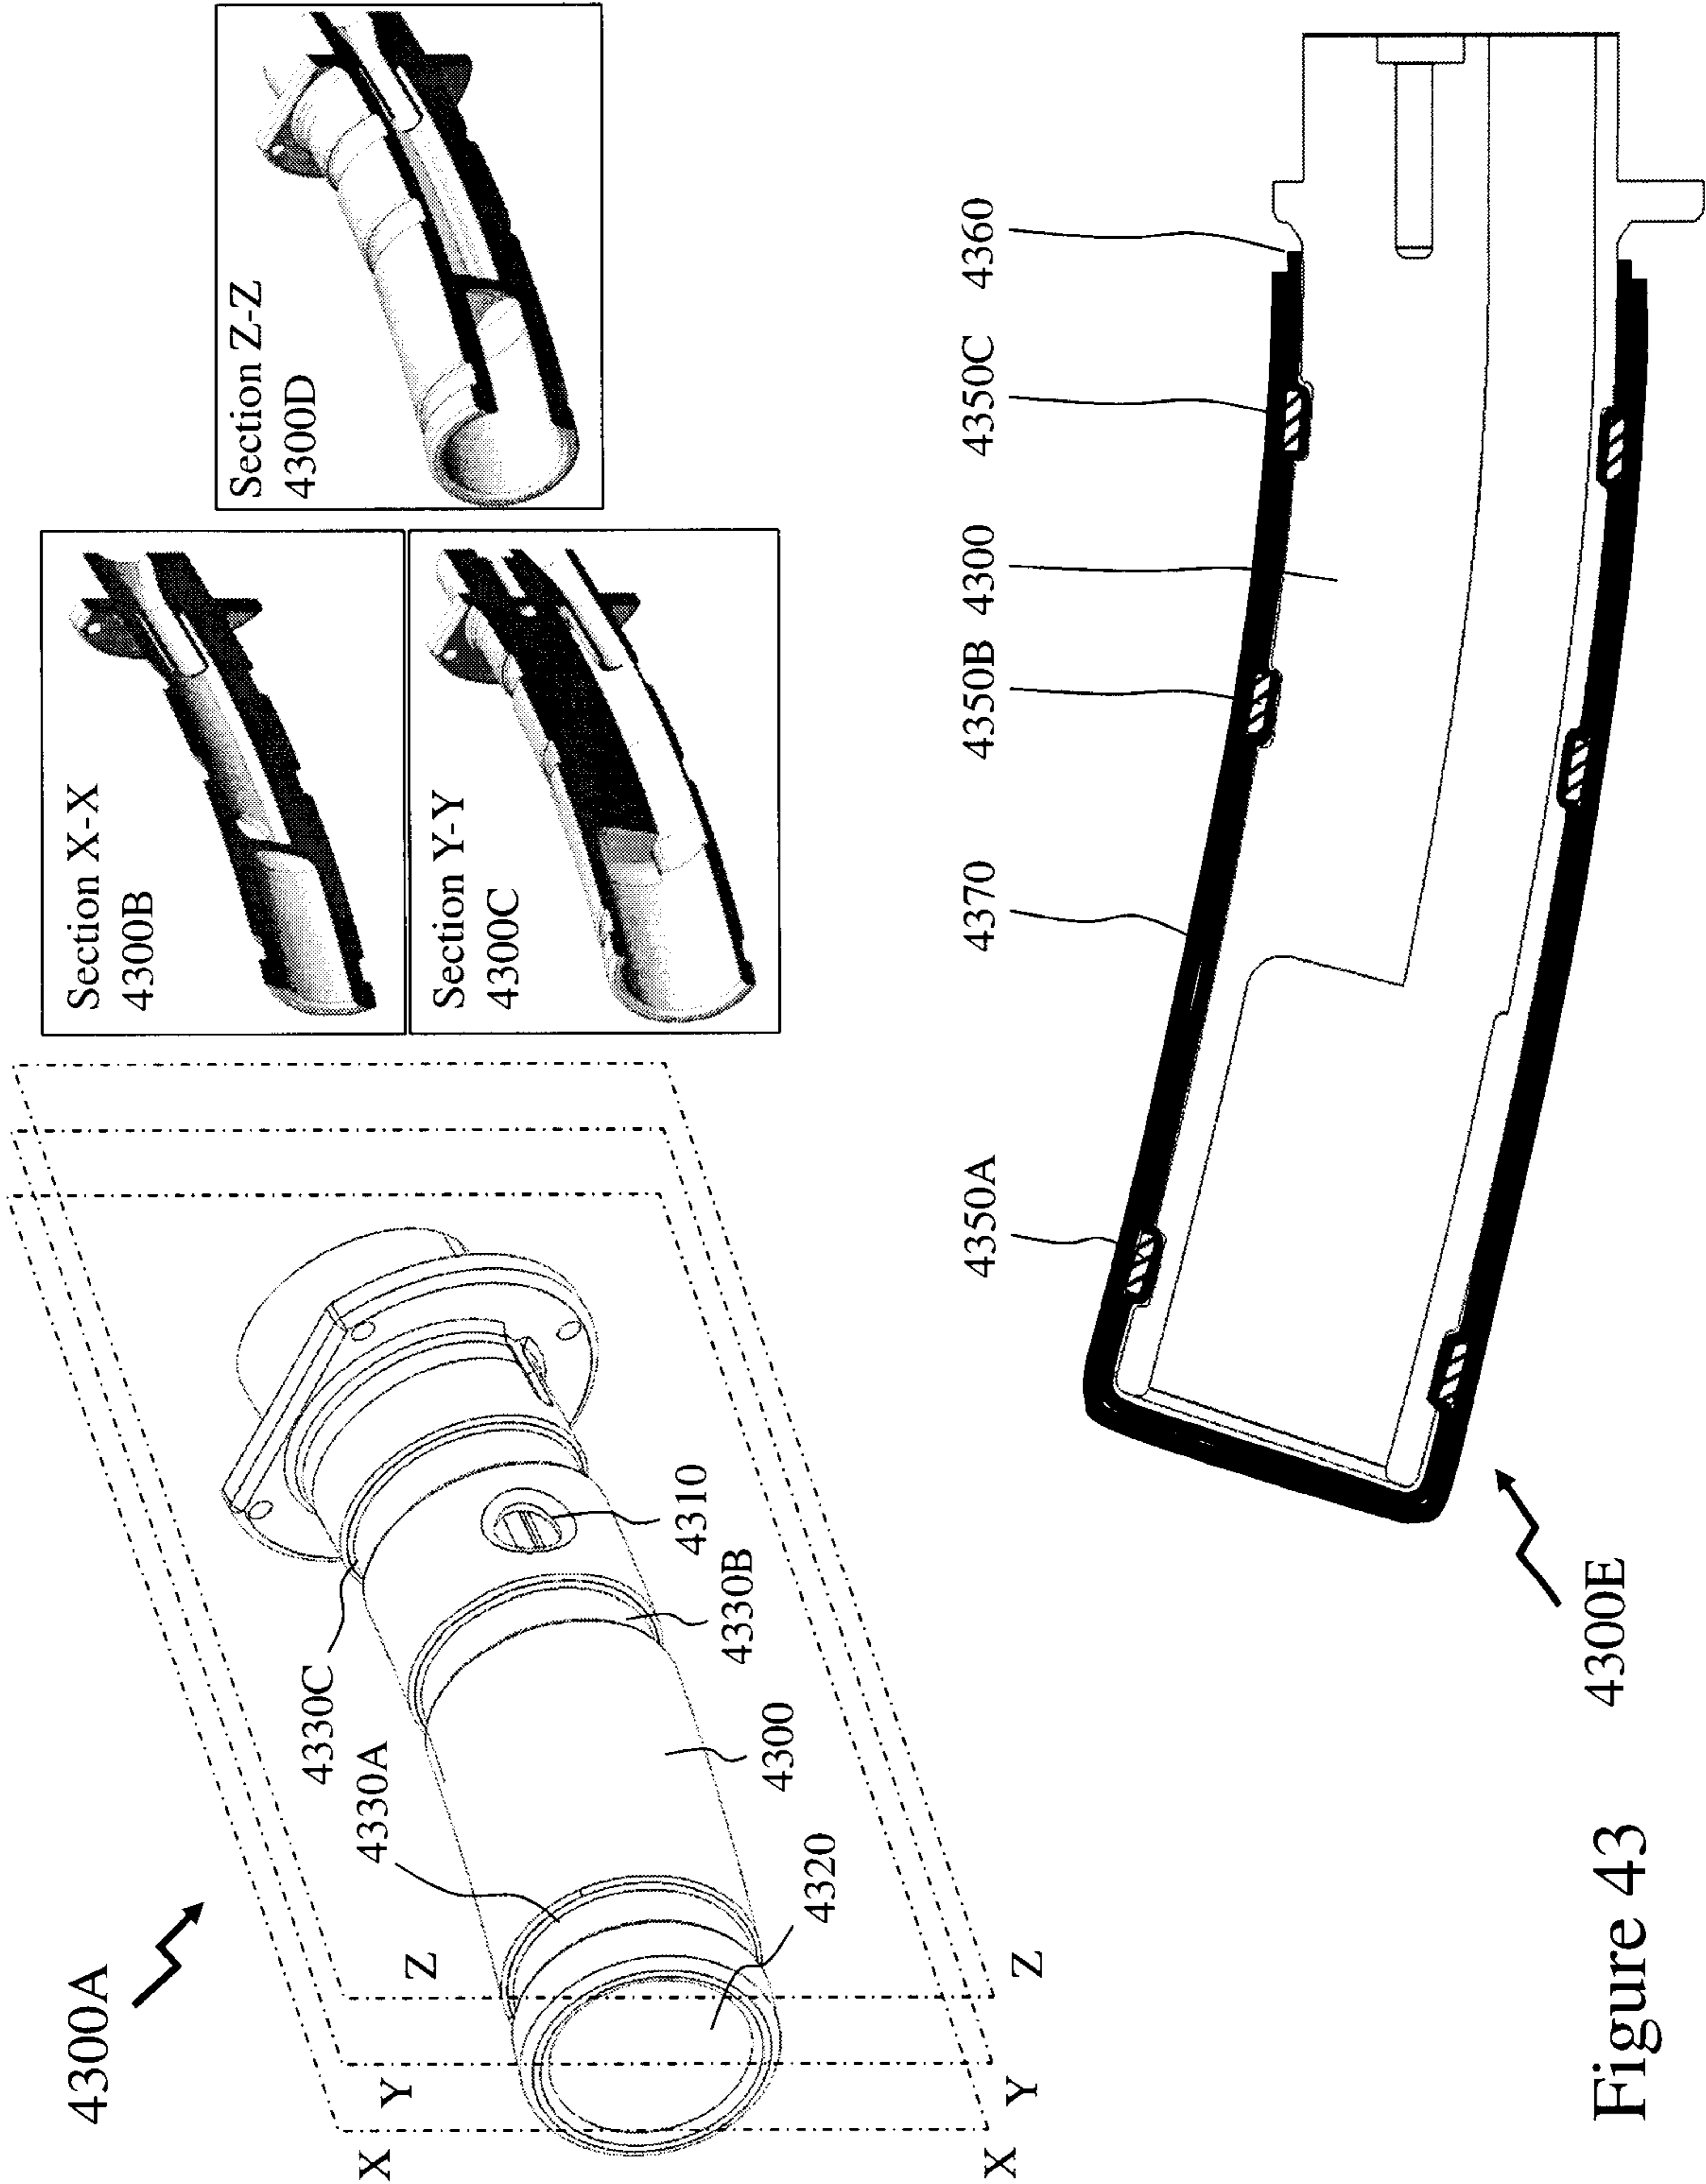 4300A
X
Y
Z
X
Y
Z
4330A
4330C
4320
4300
4330B
4310
Section X-X
4300B
Section Y-Y
4300C
Section Z-Z
4300D
4350A
4370
4350B
4300
4350C
4360
4300E
Figure 43